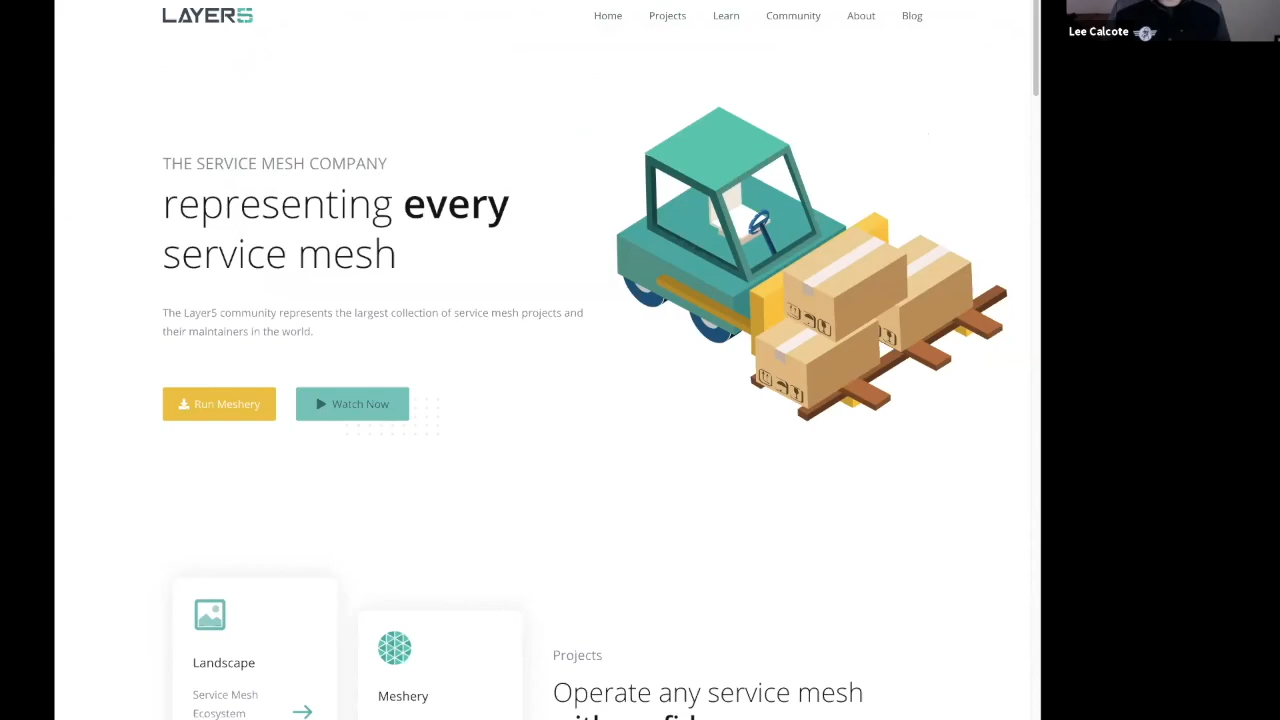 LAYER5
Home Projects Learn Community About Blog
Lee Calcote
THE SERVICE MESH COMPANY
representing every
service mesh
The Layer5 community represents the largest collection of service mesh projects and
their maintainers in the world.
Run Meshery
Watch Now
Landscape
Service Mesh
Ecosystem
Meshery
Projects
Operate any service mesh